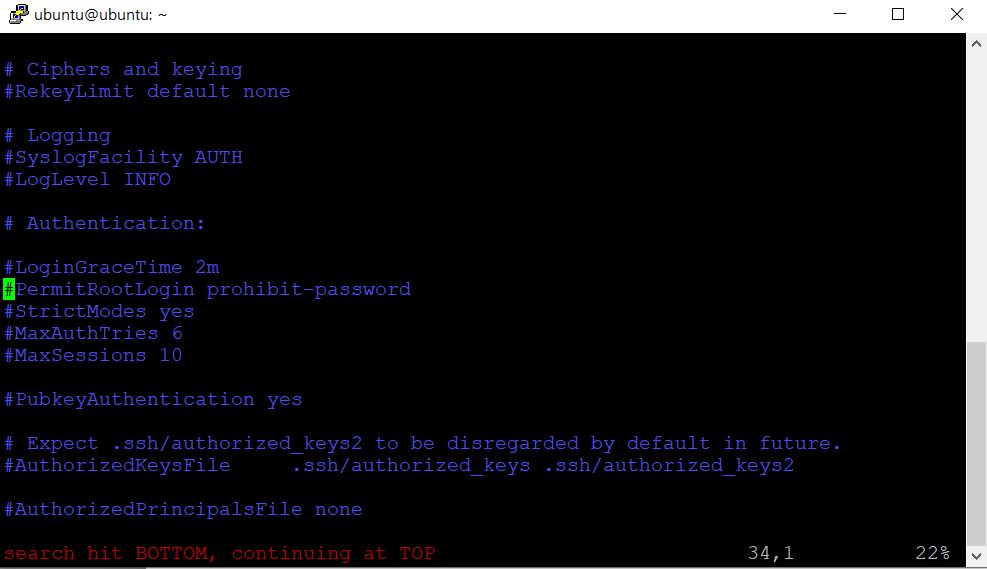 ubuntu@ubuntu: ~
# Ciphers and keying
#RekeyLimit default none
# Logging
#SyslogFacility AUTH
#LogLevel INFO
# Authentication:
#LoginGraceTime 2m
#PermitRootLogin prohibit-password
#StrictModes yes
#MaxAuthTries 6
#MaxSessions 10
#PubkeyAuthentication yes
# Expect .ssh/authorized_keys2 to be disregarded by default in future.
#AuthorizedKeysFile     .ssh/authorized_keys .ssh/authorized_keys2
#AuthorizedPrincipalsFile none
search hit BOTTOM, continuing at TOP 34,1 22%